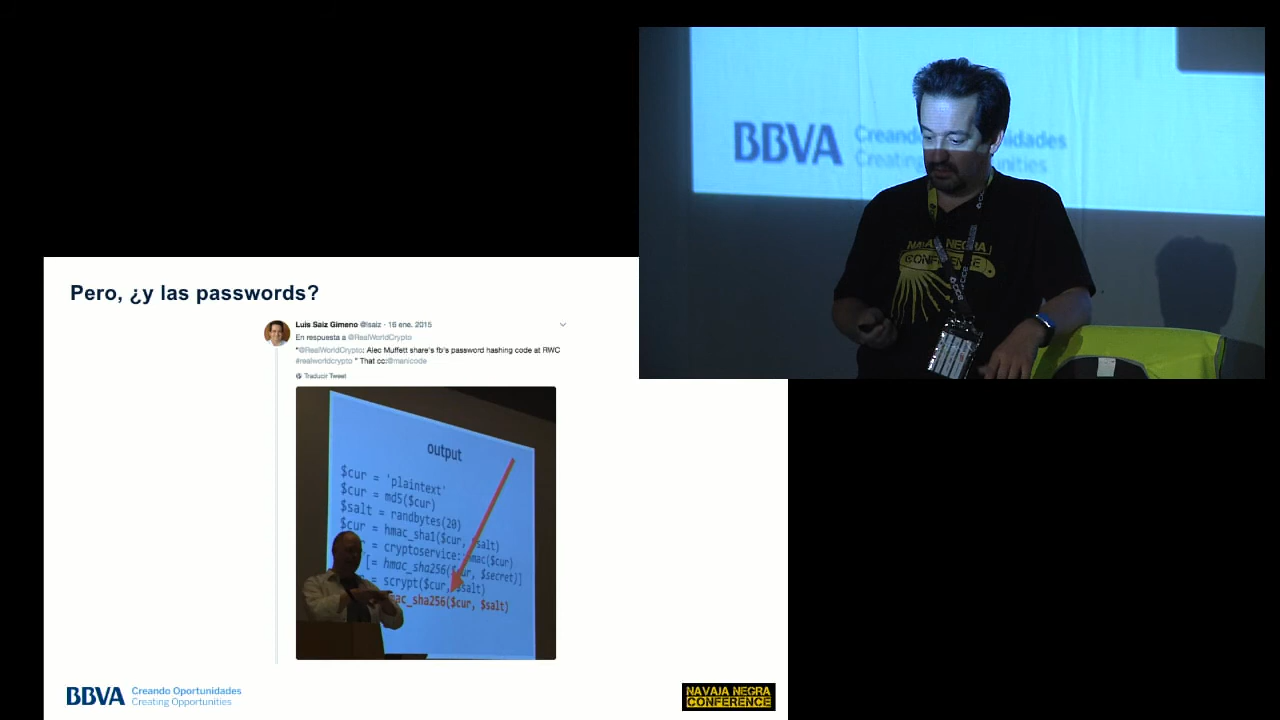 BBVA Creando idades
Creating unities
NAVAJA NEGRA
CONFERENCE
Pero, ¿y las passwords?
Luis Saiz Gimeno @lsaiz · 16 ene. 2015
En respuesta a @RealWorldCrypto
"@RealWorldCrypto: Alec Muffett share's fb's password hashing code at RWC
#realworldcrypto " That cc:@manicode
Traducir Tweet
output
$cur = 'plaintext'
$cur = md5($cur)
$salt = randbytes(20)
$cur = hmac_sha1($cur, $salt)
= cryptoservice::hmac($cur)
[= hmac_sha256($cur, $secret)]
= scrypt($cur, $salt)
mac_sha256($cur, $salt)
BBVA Creando Oportunidades
Creating Opportunities
NAVAJA NEGRA
CONFERENCE